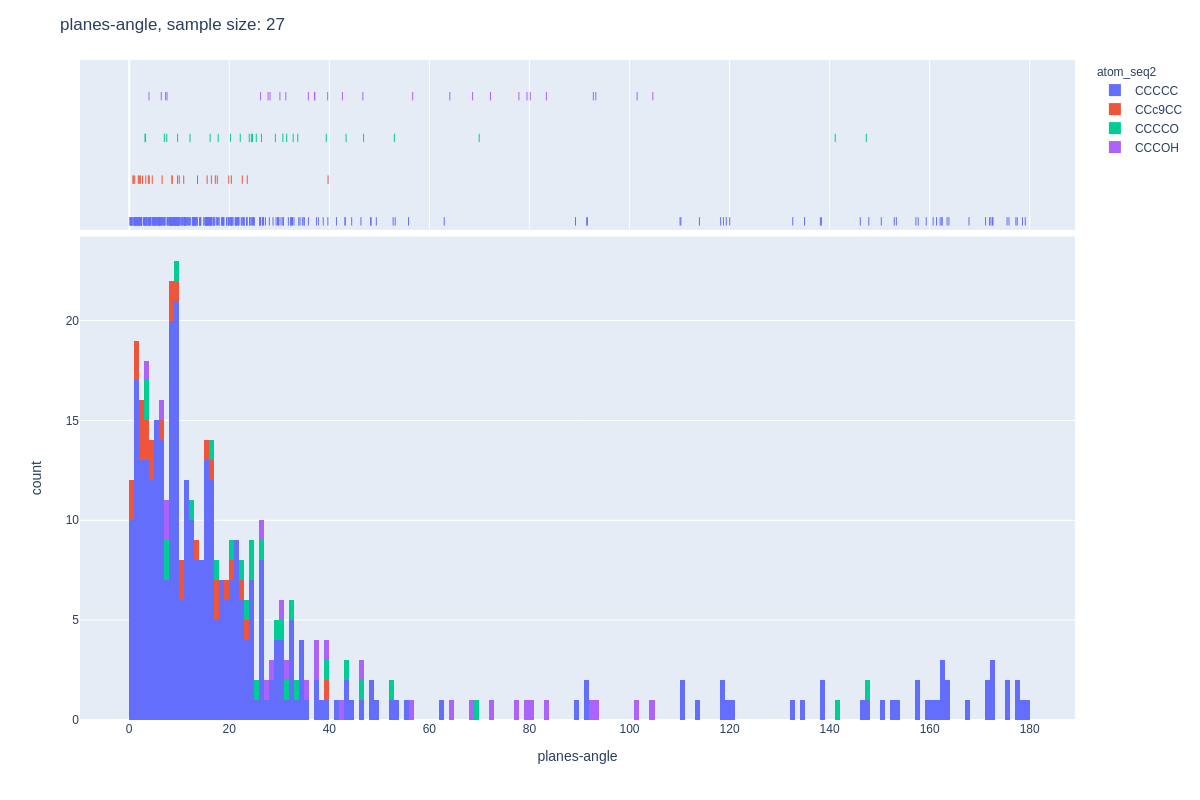 planes-angle, sample size: 27
atom_seq2
CCCCC
CCc9CC
CCCCO
CCCOH
20
15
10
5
0
count
0 20 40 60 80 100 120 140 160 180
planes-angle